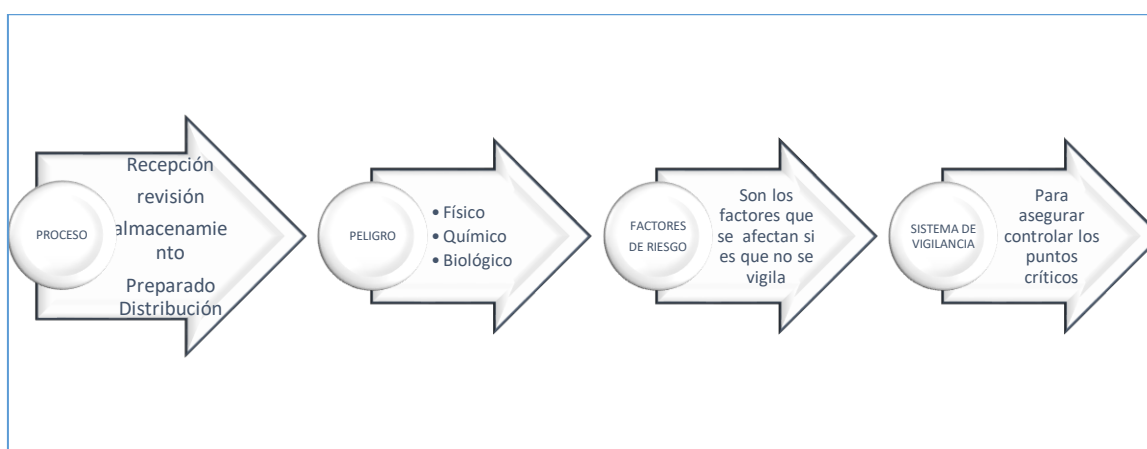 PROCESO
Recepción
revisión
almacenamie
nto
Preparado
Distribución
PELIGRO
• Físico
• Químico
• Biológico
FACTORES
DE RIESGO
Son los
factores que
se afectan si
es que no se
vigila
SISTEMA DE
VIGILANCIA
Para
asegurar
controlar los
puntos
críticos